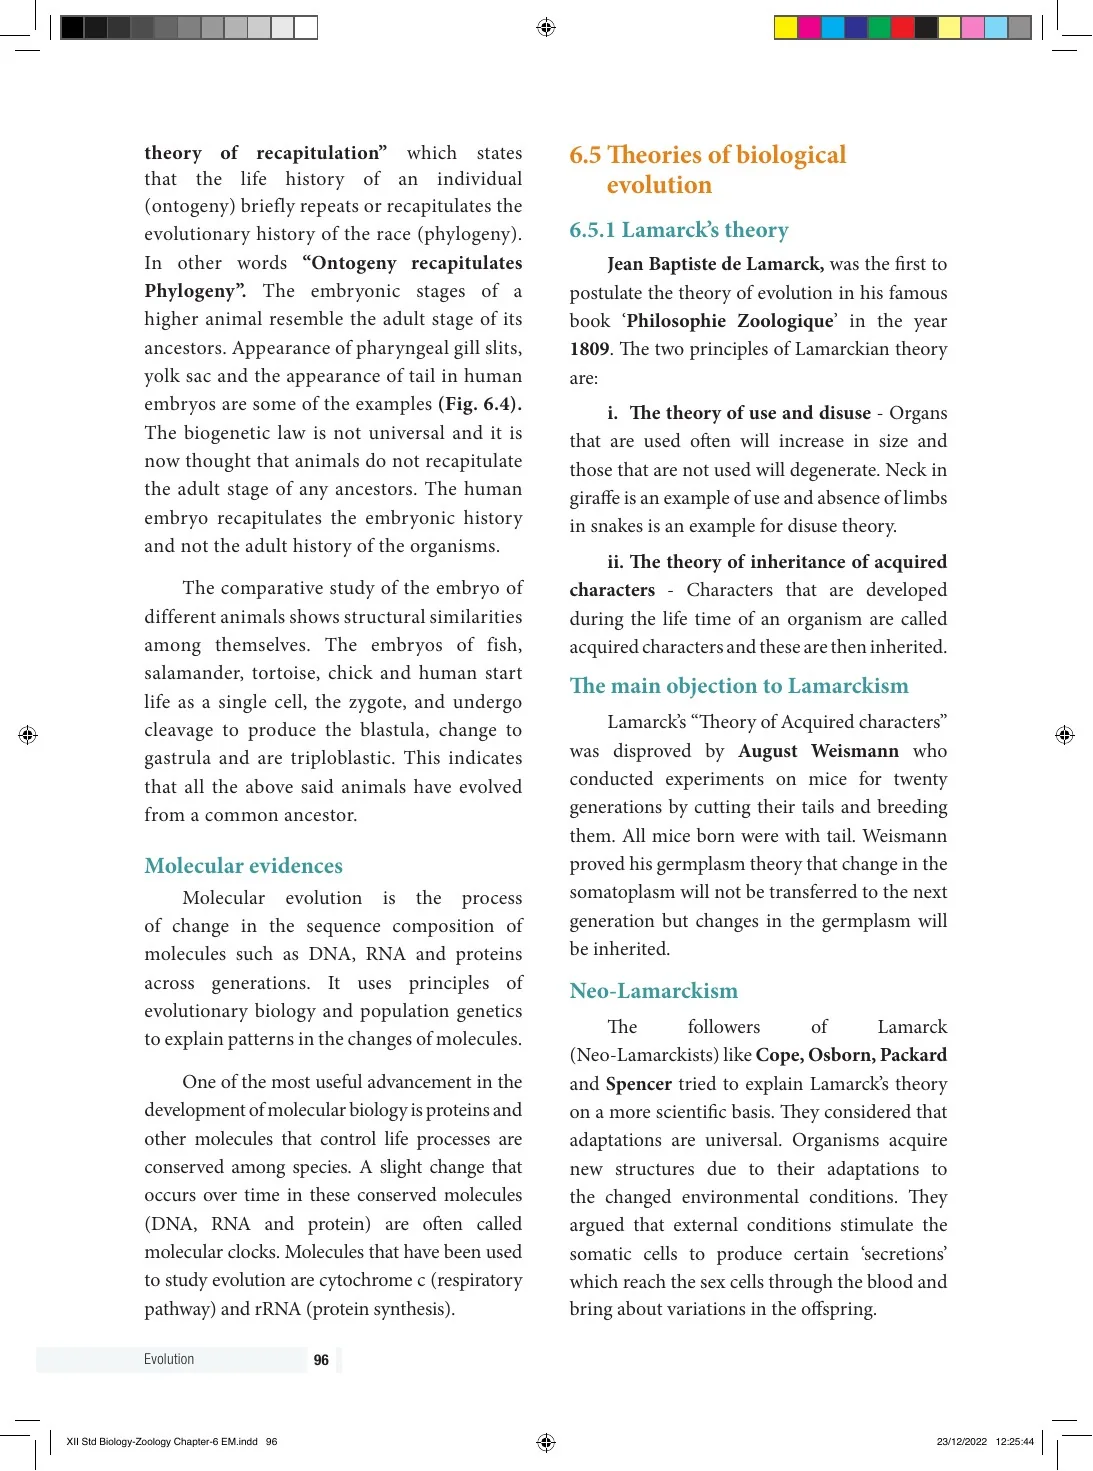 theory of recapitulation” which states
that the life history of an individual
(ontogeny) briefly repeats or recapitulates the
evolutionary history of the race (phylogeny).
In other words “Ontogeny recapitulates
Phylogeny”. The embryonic stages of a
higher animal resemble the adult stage of its
ancestors. Appearance of pharyngeal gill slits,
yolk sac and the appearance of tail in human
embryos are some of the examples (Fig. 6.4).
The biogenetic law is not universal and it is
now thought that animals do not recapitulate
the adult stage of any ancestors. The human
embryo recapitulates the embryonic history
and not the adult history of the organisms.
The comparative study of the embryo of
different animals shows structural similarities
among themselves. The embryos of fish,
salamander, tortoise, chick and human start
life as a single cell, the zygote, and undergo
cleavage to produce the blastula, change to
gastrula and are triploblastic. This indicates
that all the above said animals have evolved
from a common ancestor.
Molecular evidences
Molecular evolution is the process
of change in the sequence composition of
molecules such as DNA, RNA and proteins
across generations. It uses principles of
evolutionary biology and population genetics
to explain patterns in the changes of molecules.
One of the most useful advancement in the
development of molecular biology is proteins and
other molecules that control life processes are
conserved among species. A slight change that
occurs over time in these conserved molecules
(DNA, RNA and protein) are often called
molecular clocks. Molecules that have been used
to study evolution are cytochrome c (respiratory
pathway) and rRNA (protein synthesis).
6.5 Theories of biological
evolution
6.5.1 Lamarck’s theory
Jean Baptiste de Lamarck, was the first to
postulate the theory of evolution in his famous
book ‘Philosophie Zoologique’ in the year
1809. The two principles of Lamarckian theory
are:
i. The theory of use and disuse - Organs
that are used often will increase in size and
those that are not used will degenerate. Neck in
giraffe is an example of use and absence of limbs
in snakes is an example for disuse theory.
ii. The theory of inheritance of acquired
characters - Characters that are developed
during the life time of an organism are called
acquired characters and these are then inherited.
The main objection to Lamarckism
Lamarck’s “Theory of Acquired characters”
was disproved by August Weismann who
conducted experiments on mice for twenty
generations by cutting their tails and breeding
them. All mice born were with tail. Weismann
proved his germplasm theory that change in the
somatoplasm will not be transferred to the next
generation but changes in the germplasm will
be inherited.
Neo-Lamarckism
The followers of Lamarck
(Neo-Lamarckists) like Cope, Osborn, Packard
and Spencer tried to explain Lamarck’s theory
on a more scientific basis. They considered that
adaptations are universal. Organisms acquire
new structures due to their adaptations to
the changed environmental conditions. They
argued that external conditions stimulate the
somatic cells to produce certain ‘secretions’
which reach the sex cells through the blood and
bring about variations in the offspring.
Evolution 96
XII Std Biology-Zoology Chapter-6 EM.indd 96 23/12/2022 12:25:44